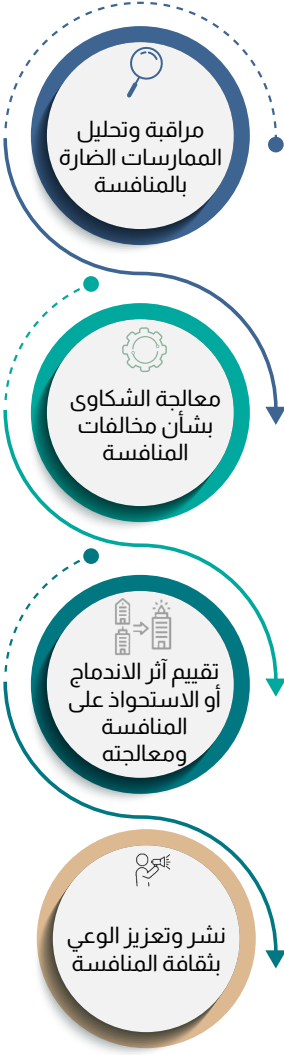 مراقبة وتحليل
الممارسات الضارة
بالمنافسة
معالجة الشكاوى
بشأن مخالفات
المنافسة
تقييم آثر الاندماج
أو الاستحواذ على
المنافسة
ومعالجته
نشر وتعزيز الوعي
بثقافة المنافسة